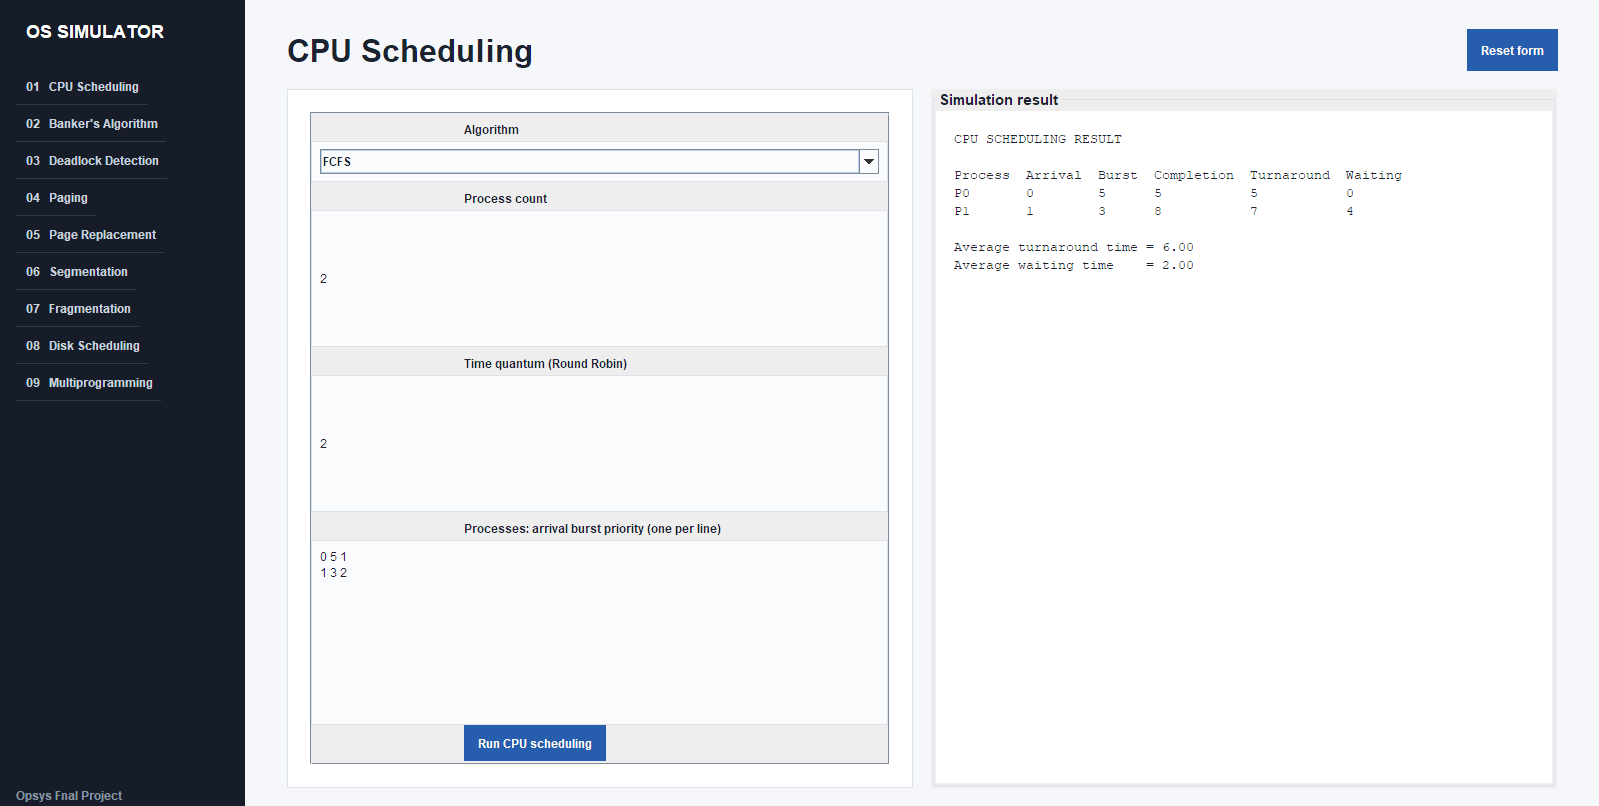 OS SIMULATOR
01 CPU Scheduling
02 Banker's Algorithm
03 Deadlock Detection
04 Paging
05 Page Replacement
06 Segmentation
07 Fragmentation
08 Disk Scheduling
09 Multiprogramming
Opsys Fnal Project
CPU Scheduling
Reset form
Algorithm
FCFS
Process count
2
Time quantum (Round Robin)
2
Processes: arrival burst priority (one per line)
0 5 1
1 3 2
Run CPU scheduling
Simulation result
CPU SCHEDULING RESULT
Process Arrival Burst Completion Turnaround Waiting
P0 0 5 5 5 0
P1 1 3 8 7 4
Average turnaround time = 6.00
Average waiting time = 2.00